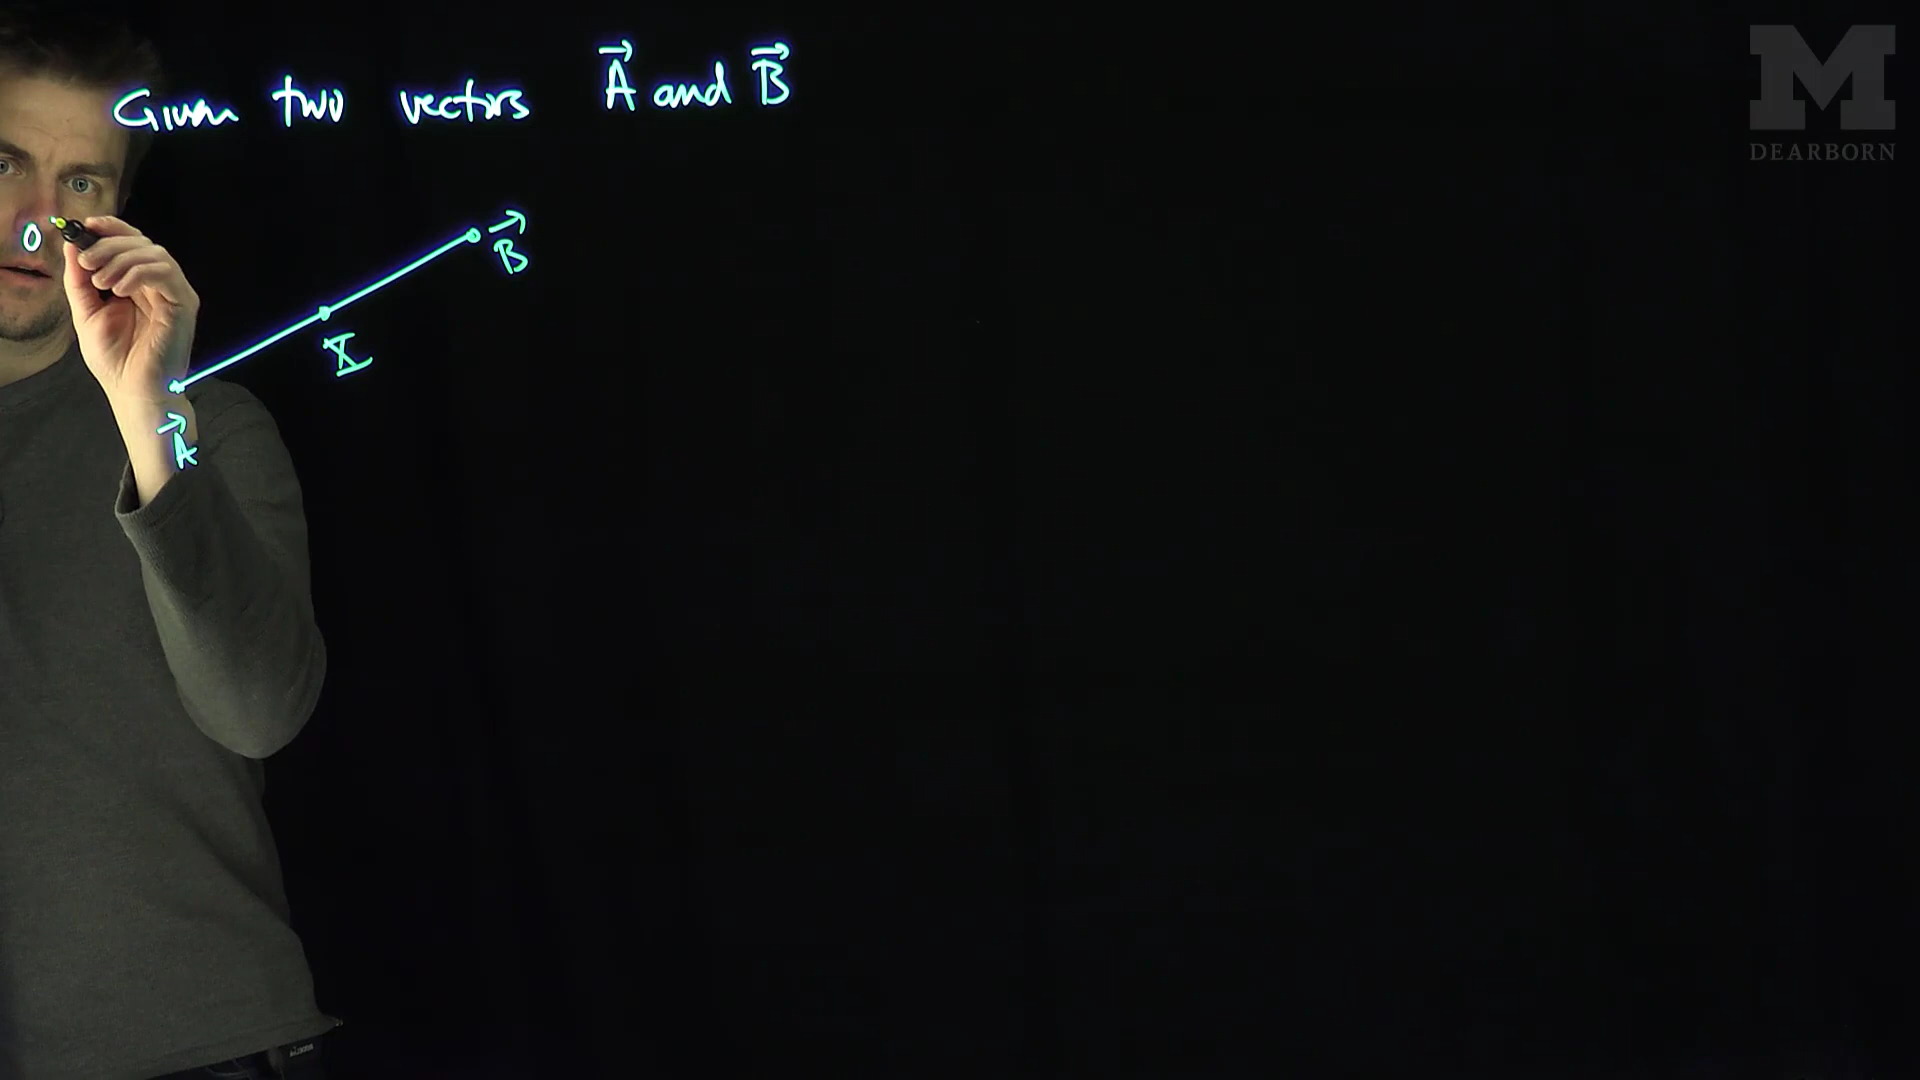 Given two vectors A⃗ and B⃗
M
DEARBORN
O
B⃗
X
A⃗